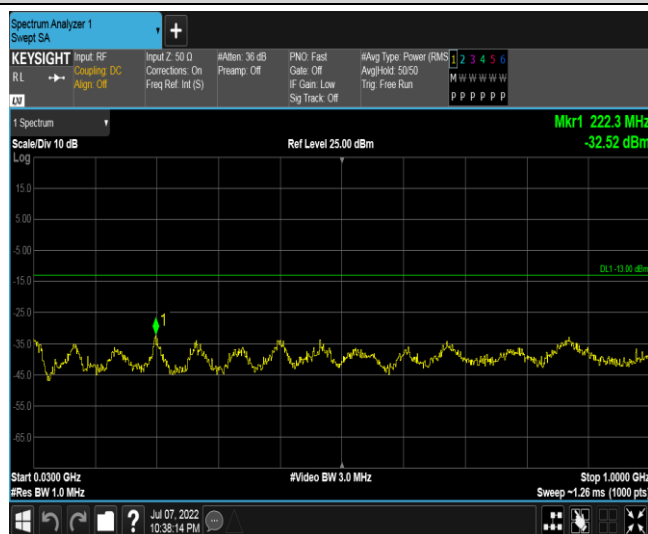 Spectrum Analyzer 1
Swept SA
+
KEYSIGHT
RL
LXI
Input: RF
Coupling: DC
Align: Off
Input Z: 50 Ω
Corrections: On
Freq Ref: Int (S)
#Atten: 36 dB
Preamp: Off
PNO: Fast
Gate: Off
IF Gain: Low
Sig Track: Off
#Avg Type: Power (RMS
Avg|Hold: 50/50
Trig: Free Run
1 2 3 4 5 6
M W W W W W
P P P P P P
1 Spectrum
Mkr1 222.3 MHz
Scale/Div 10 dB
Ref Level 25.00 dBm
-32.52 dBm
Log
15.0
5.00
-5.00
DL1 -13.00 dBm
-15.0
-25.0
1
-35.0
-45.0
-55.0
-65.0
Start 0.0300 GHz
#Video BW 3.0 MHz
Stop 1.0000 GHz
#Res BW 1.0 MHz
Sweep ~1.26 ms (1000 pts)
?
Jul 07, 2022
10:38:14 PM